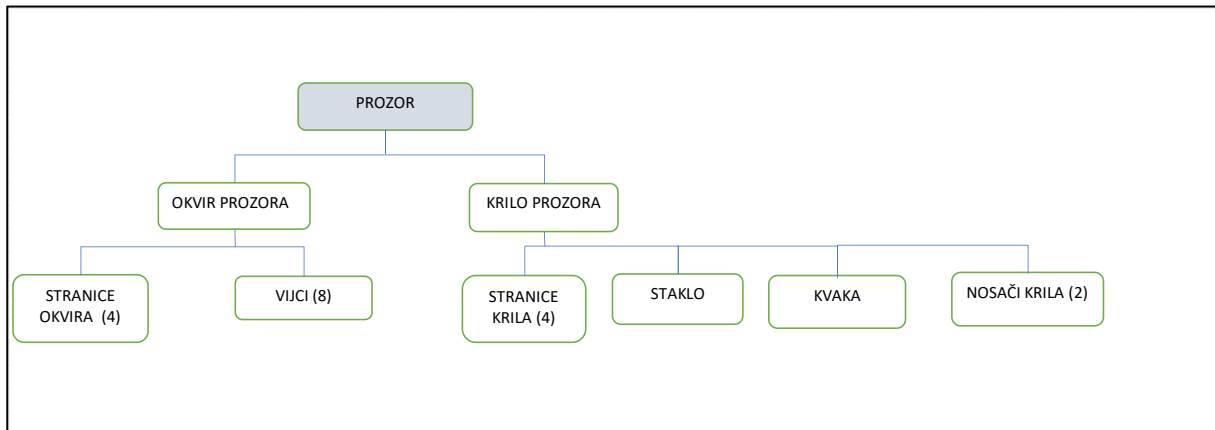 PROZOR
OKVIR PROZORA
KRILO PROZORA
STRANICE
OKVIRA (4)
VIJCI (8)
STRANICE
KRILA (4)
STAKLO
KVAKA
NOSAČI KRILA (2)